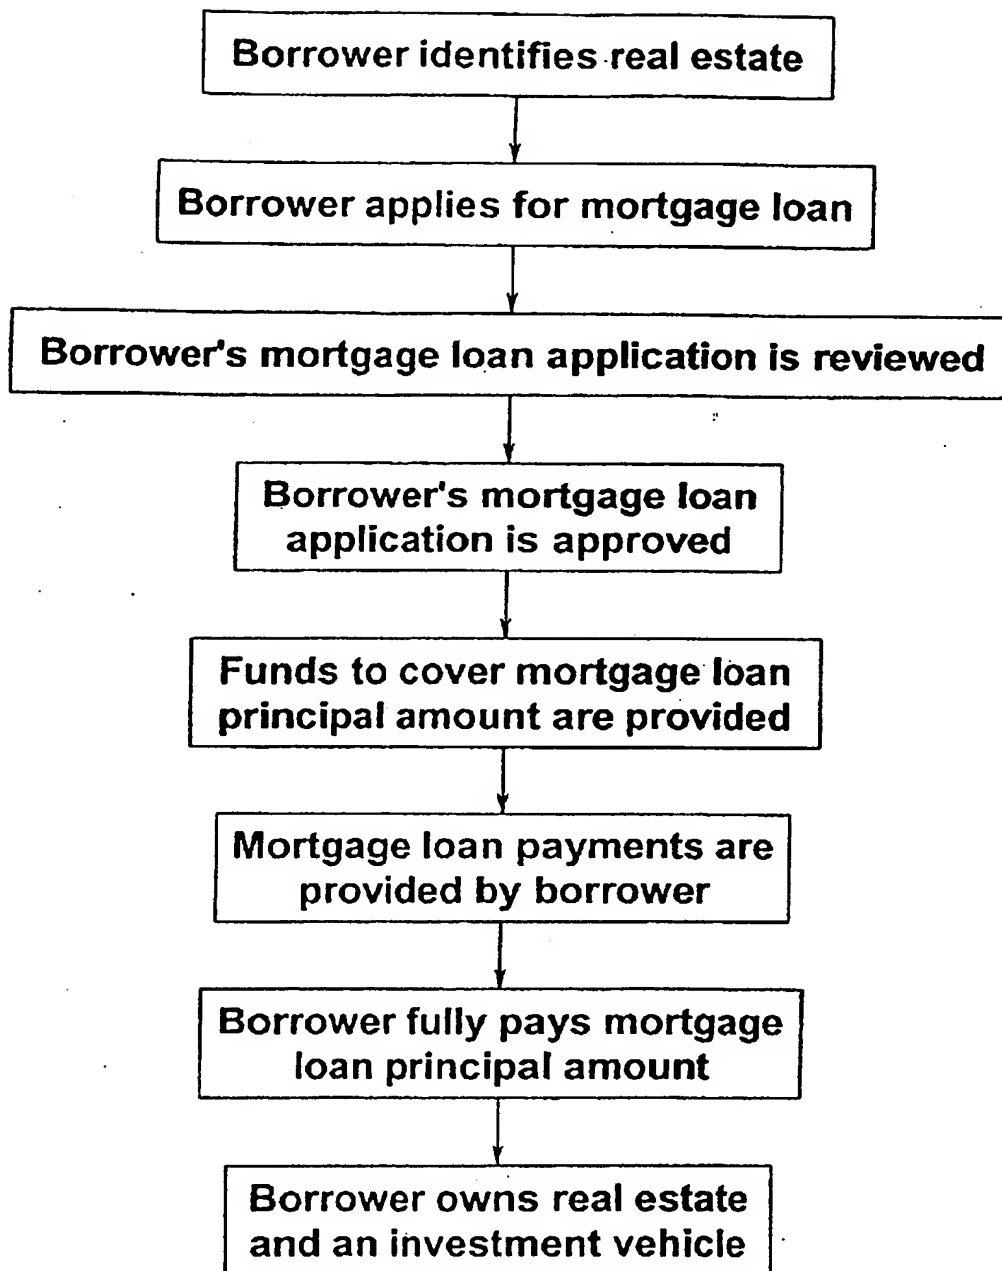 Borrower identifies real estate
Borrower applies for mortgage loan
Borrower's mortgage loan application is reviewed
Borrower's mortgage loan
application is approved
Funds to cover mortgage loan
principal amount are provided
Mortgage loan payments are
provided by borrower
Borrower fully pays mortgage
loan principal amount
Borrower owns real estate
and an investment vehicle